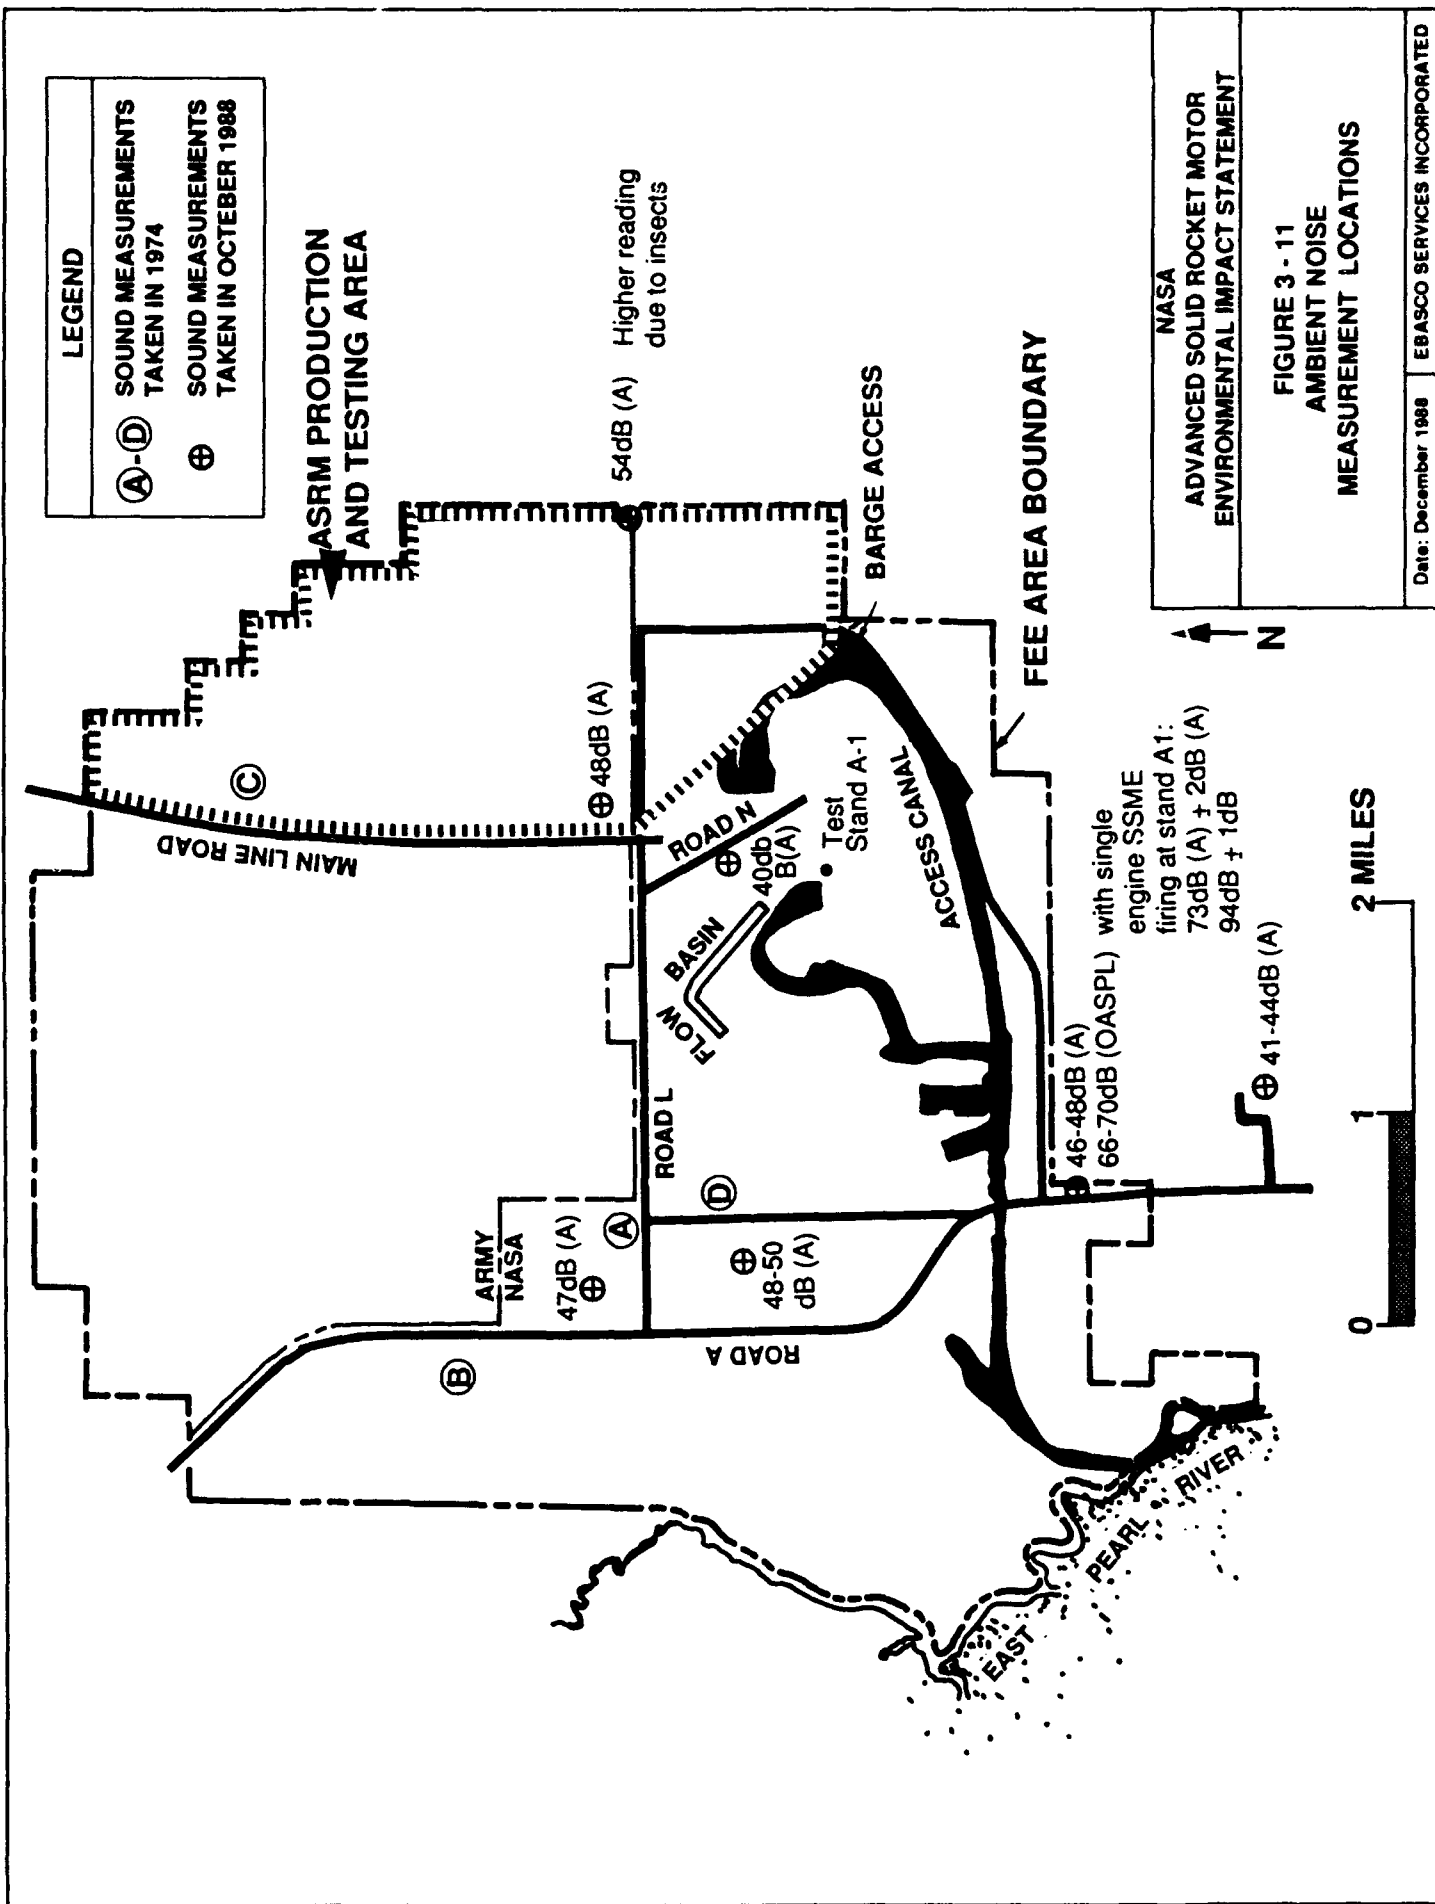 LEGEND
Ⓐ-Ⓓ SOUND MEASUREMENTS
TAKEN IN 1974
⊕ SOUND MEASUREMENTS
TAKEN IN OCTEBER 1988
ASRM PRODUCTION
AND TESTING AREA
MAIN LINE ROAD
Ⓒ
ARMY
NASA
Ⓑ
47dB (A)
Ⓐ
48dB (A)
54dB (A) Higher reading
due to insects
ROAD L
ROAD N
ROAD A
Ⓓ
48-50
dB (A)
FLOW BASIN
40db
B(A)
Test
Stand A-1
BARGE ACCESS
ACCESS CANAL
FEE AREA BOUNDARY
46-48dB (A)
66-70dB (OASPL) with single
engine SSME
firing at stand A1:
73dB (A) ± 2dB (A)
94dB ± 1dB
41-44dB (A)
EAST PEARL RIVER
N
0 1 2 MILES
NASA
ADVANCED SOLID ROCKET MOTOR
ENVIRONMENTAL IMPACT STATEMENT
FIGURE 3 - 11
AMBIENT NOISE
MEASUREMENT LOCATIONS
Date: December 1988 EBASCO SERVICES INCORPORATED